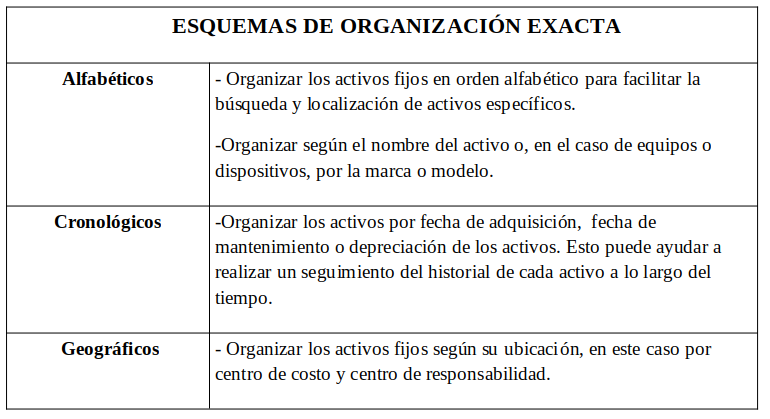 ESQUEMAS DE ORGANIZACIÓN EXACTA
Alfabéticos
- Organizar los activos fijos en orden alfabético para facilitar la
búsqueda y localización de activos específicos.
-Organizar según el nombre del activo o, en el caso de equipos o
dispositivos, por la marca o modelo.
Cronológicos
-Organizar los activos por fecha de adquisición,  fecha de
mantenimiento o depreciación de los activos. Esto puede ayudar a
realizar un seguimiento del historial de cada activo a lo largo del
tiempo.
Geográficos
- Organizar los activos fijos según su ubicación, en este caso por
centro de costo y centro de responsabilidad.